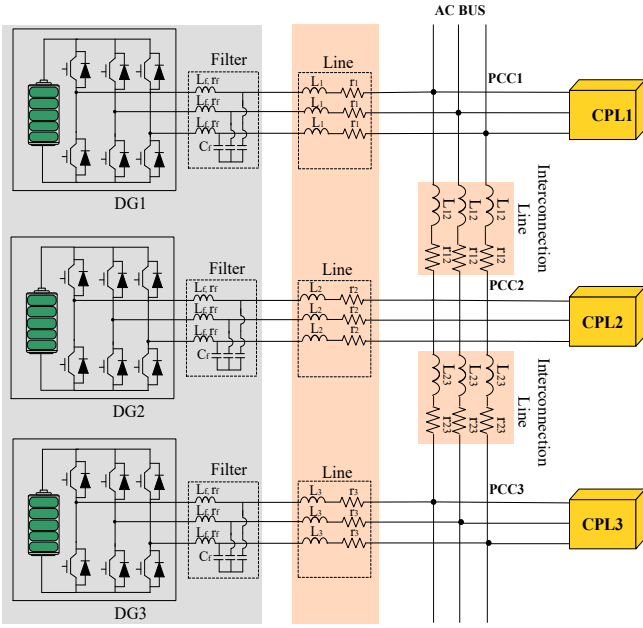 AC BUS
Filter
Line
Lf, rf
Lf, rf
Lf, rf
Cf
L1
r1
L1
r1
L1
r1
PCC1
CPL1
DG1
L12
L12
L12
r12
r12
r12
Interconnection
Line
Filter
Line
Lf, rf
Lf, rf
Lf, rf
Cf
L2
r2
L2
r2
L2
r2
PCC2
CPL2
DG2
L23
L23
L23
r23
r23
r23
Interconnection
Line
Filter
Line
Lf, rf
Lf, rf
Lf, rf
Cf
L3
r3
L3
r3
L3
r3
PCC3
CPL3
DG3